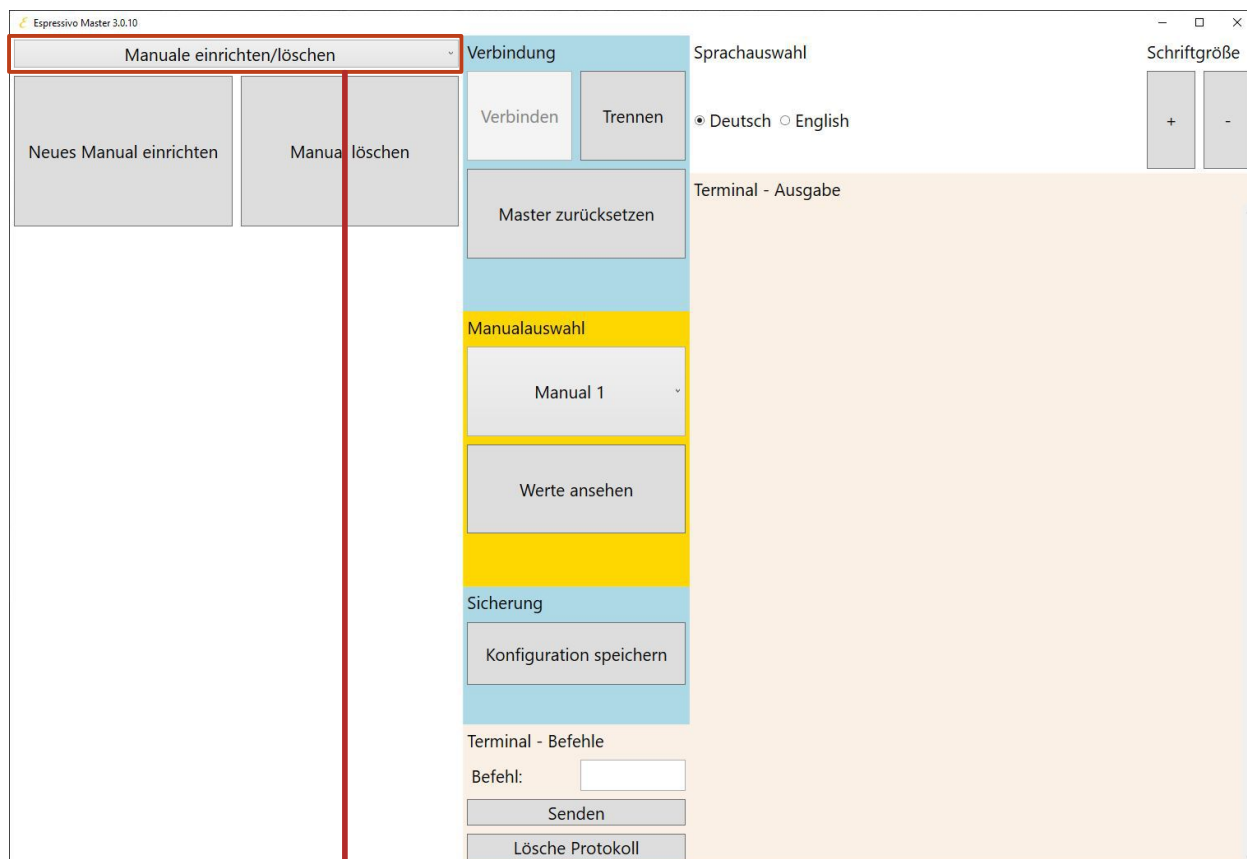 Espressivo Master 3.0.10
Manuale einrichten/löschen
Neues Manual einrichten
Manual löschen
Verbindung
Verbinden
Trennen
Master zurücksetzen
Manualauswahl
Manual 1
Werte ansehen
Sicherung
Konfiguration speichern
Terminal - Befehle
Befehl:
Senden
Lösche Protokoll
Sprachauswahl
Deutsch
English
Schriftgröße
+
-
Terminal - Ausgabe